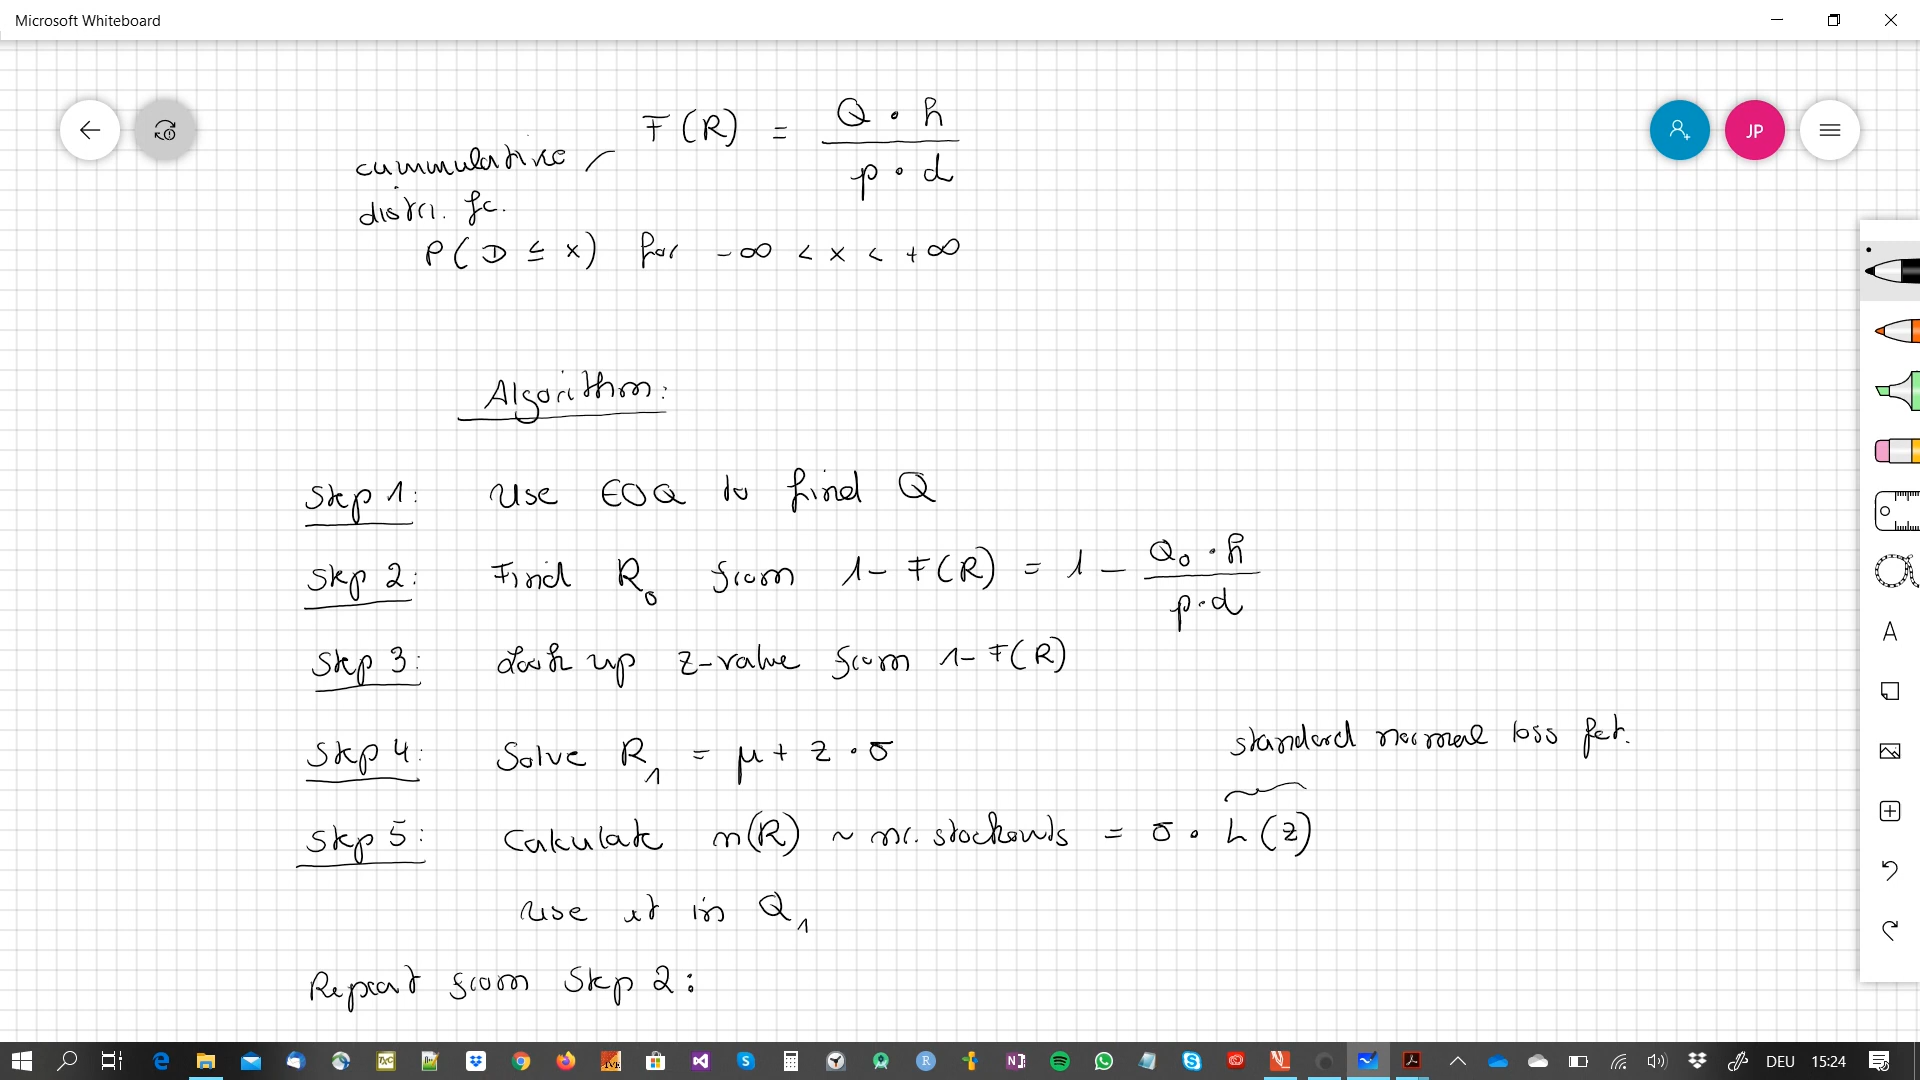 Microsoft Whiteboard
F(R) = Q · h / p · d
cummulative
distri. fc.
P(D ≤ x) for -∞ < x < +∞
JP
Algorithm:
Step 1: Use EOQ to find Q
Step 2: Find R₀ from 1 - F(R) = 1 - Q₀ · h / p · d
Step 3: Look up z-value from 1 - F(R)
Step 4: Solve R₁ = μ + z · σ
standard normal loss fct.
Step 5: Calculate n(R) ~ nr. stockouts = σ · L(z)
use it in Q₁
Repeat from Step 2:
A
DEU 15:24